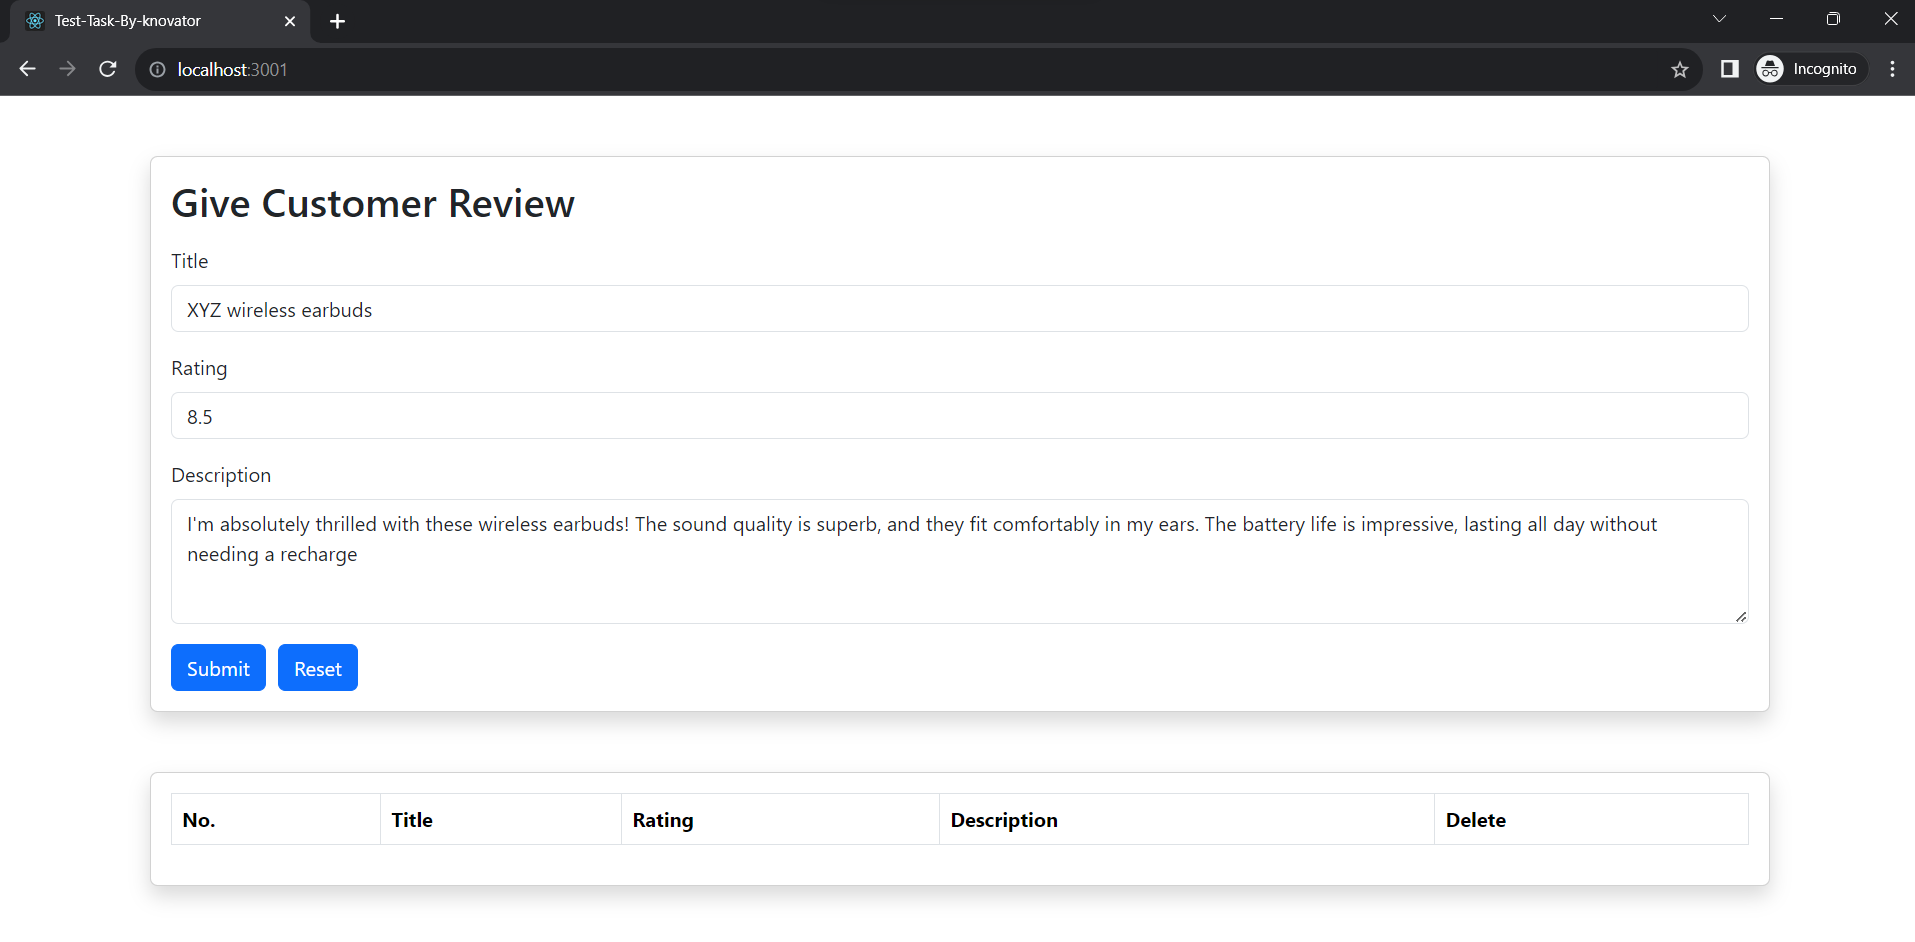 Test-Task-By-knovator
localhost:3001
Incognito
Give Customer Review
Title
XYZ wireless earbuds
Rating
8.5
Description
I'm absolutely thrilled with these wireless earbuds! The sound quality is superb, and they fit comfortably in my ears. The battery life is impressive, lasting all day without
needing a recharge
Submit Reset
No. Title Rating Description Delete